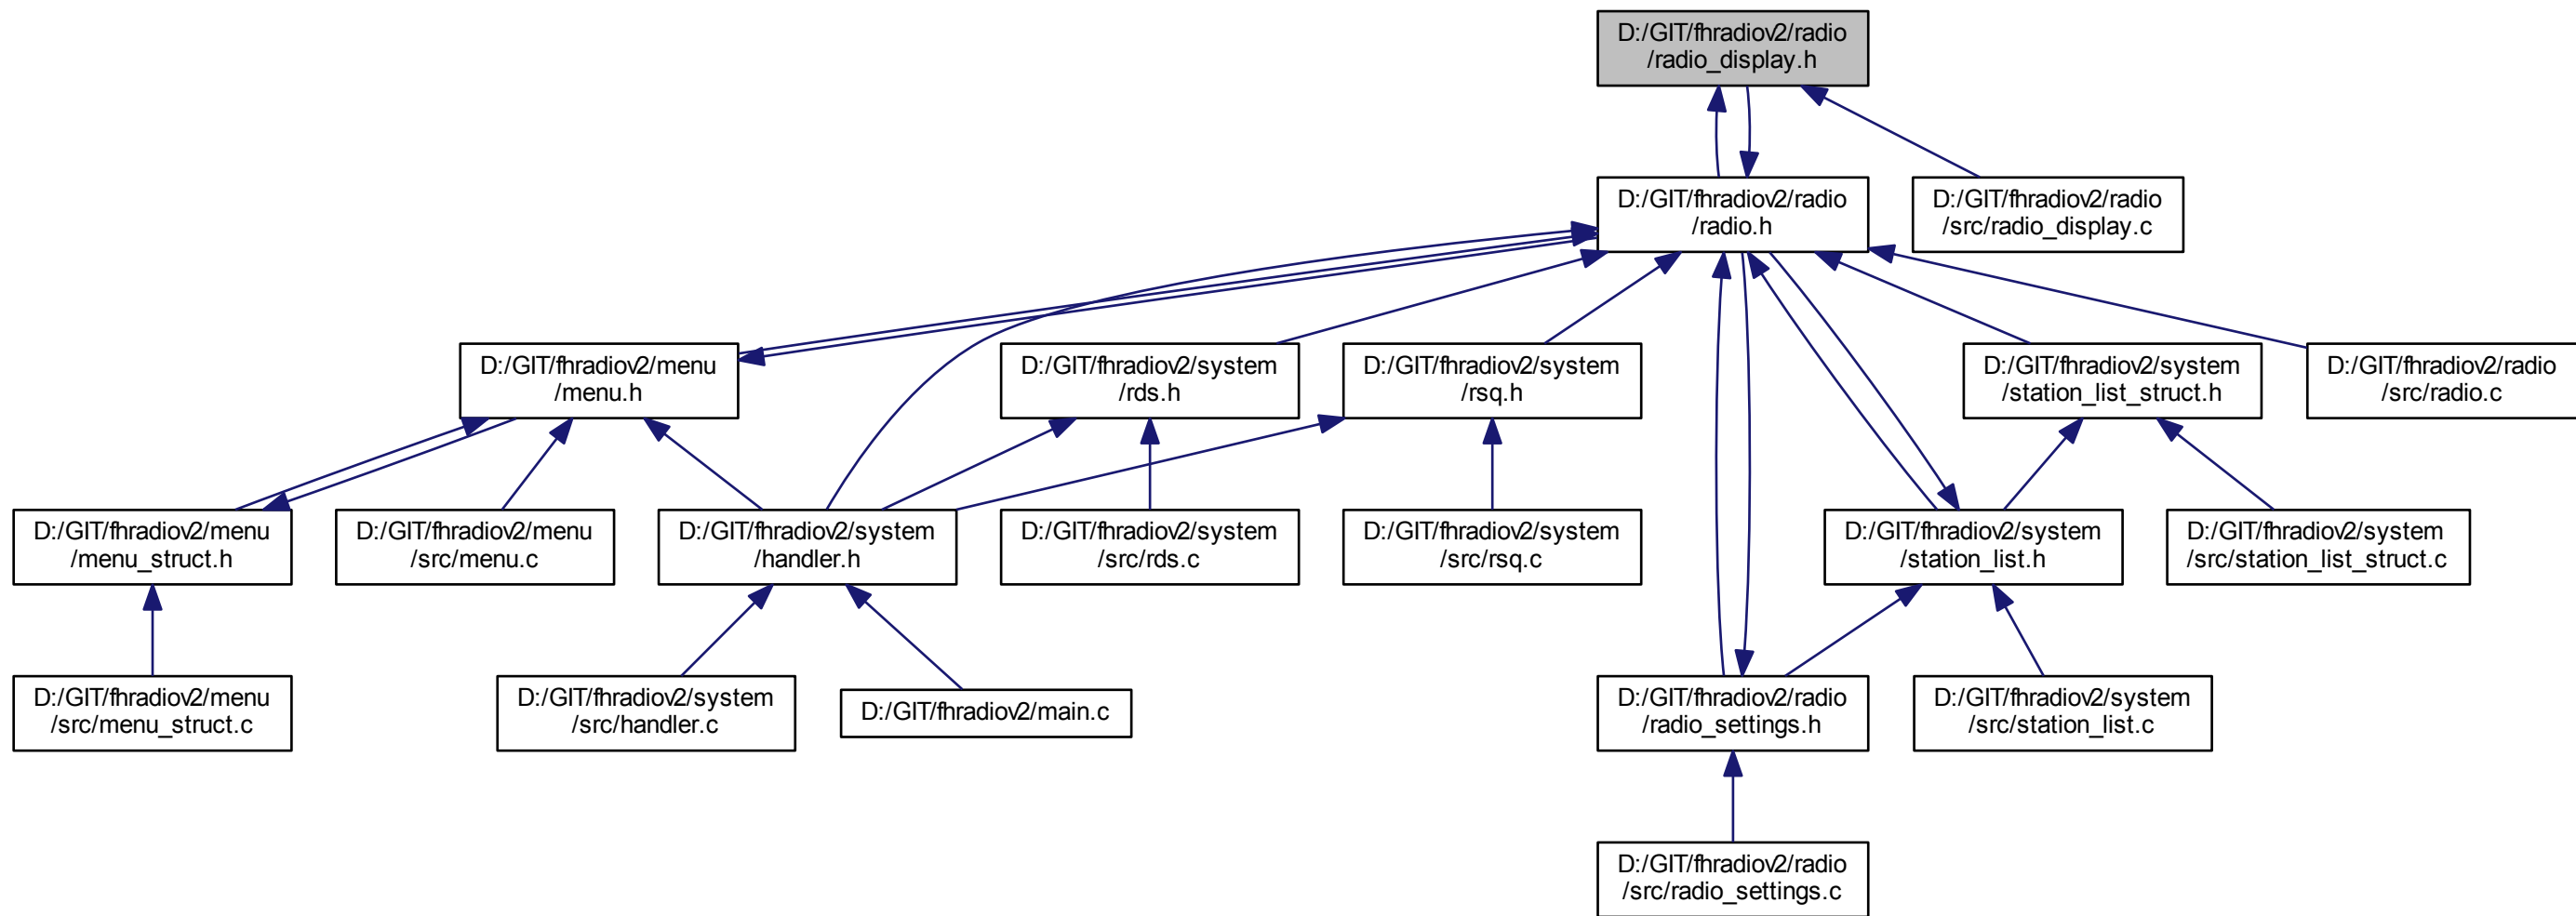 D:/GIT/fhradiov2/radio
/radio_display.h
D:/GIT/fhradiov2/radio
/radio.h
D:/GIT/fhradiov2/radio
/src/radio_display.c
D:/GIT/fhradiov2/menu
/menu.h
D:/GIT/fhradiov2/system
/rds.h
D:/GIT/fhradiov2/system
/rsq.h
D:/GIT/fhradiov2/system
/station_list_struct.h
D:/GIT/fhradiov2/radio
/src/radio.c
D:/GIT/fhradiov2/menu
/menu_struct.h
D:/GIT/fhradiov2/menu
/src/menu.c
D:/GIT/fhradiov2/system
/handler.h
D:/GIT/fhradiov2/system
/src/rds.c
D:/GIT/fhradiov2/system
/src/rsq.c
D:/GIT/fhradiov2/system
/station_list.h
D:/GIT/fhradiov2/system
/src/station_list_struct.c
D:/GIT/fhradiov2/menu
/src/menu_struct.c
D:/GIT/fhradiov2/system
/src/handler.c
D:/GIT/fhradiov2/main.c
D:/GIT/fhradiov2/radio
/radio_settings.h
D:/GIT/fhradiov2/system
/src/station_list.c
D:/GIT/fhradiov2/radio
/src/radio_settings.c